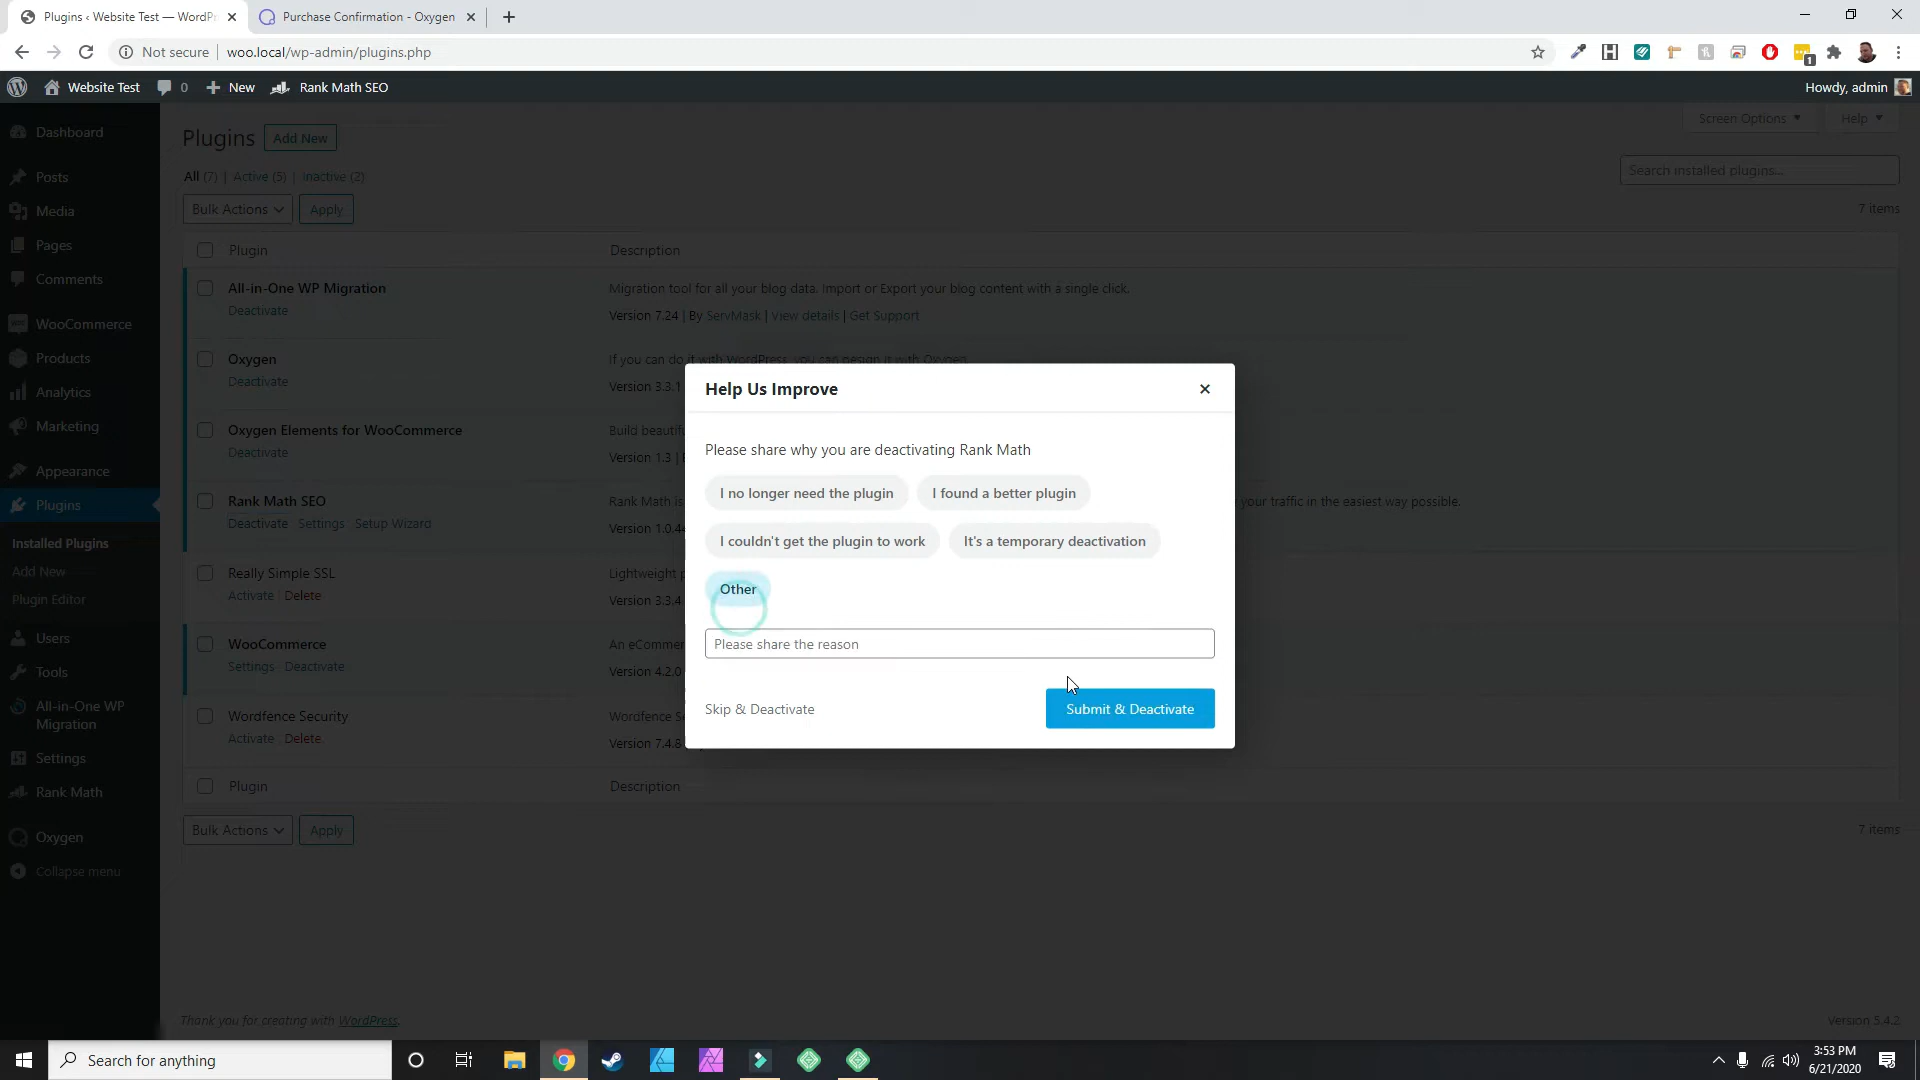 Plugins ‹ Website Test — WordPr
Purchase Confirmation - Oxygen
Not secure
woo.local/wp-admin/plugins.php
1
Website Test
0
New
Rank Math SEO
Howdy, admin
Dashboard
Posts
Media
Pages
Comments
WooCommerce
Products
Analytics
Marketing
Appearance
Plugins
Installed Plugins
Add New
Plugin Editor
Users
Tools
All-in-One WP
Migration
Settings
Rank Math
Oxygen
Collapse menu
Plugins
Add New
Screen Options
Help
All (7) | Active (5) | Inactive (2)
Search installed plugins...
Bulk Actions
Apply
7 items
Plugin
Description
All-in-One WP Migration
Migration tool for all your blog data. Import or Export your blog content with a single click.
Deactivate
Version 7.24 | By ServMask | View details | Get Support
Oxygen
If you can do it with WordPress, you can design it with Oxygen.
Deactivate
Version 3.3.1
Oxygen Elements for WooCommerce
Build beautif
Deactivate
Version 1.3 |
Rank Math SEO
Rank Math is
your traffic in the easiest way possible.
Deactivate | Settings | Setup Wizard
Version 1.0.4
Really Simple SSL
Lightweight p
Activate | Delete
Version 3.3.4
WooCommerce
An eCommer
Settings | Deactivate
Version 4.2.0
Wordfence Security
Wordfence Se
Activate | Delete
Version 7.4.8
Plugin
Description
Bulk Actions
Apply
7 items
Help Us Improve
Please share why you are deactivating Rank Math
I no longer need the plugin
I found a better plugin
I couldn't get the plugin to work
It's a temporary deactivation
Other
Please share the reason
Skip & Deactivate
Submit & Deactivate
Thank you for creating with WordPress.
Version 5.4.2
Search for anything
3:53 PM
6/21/2020